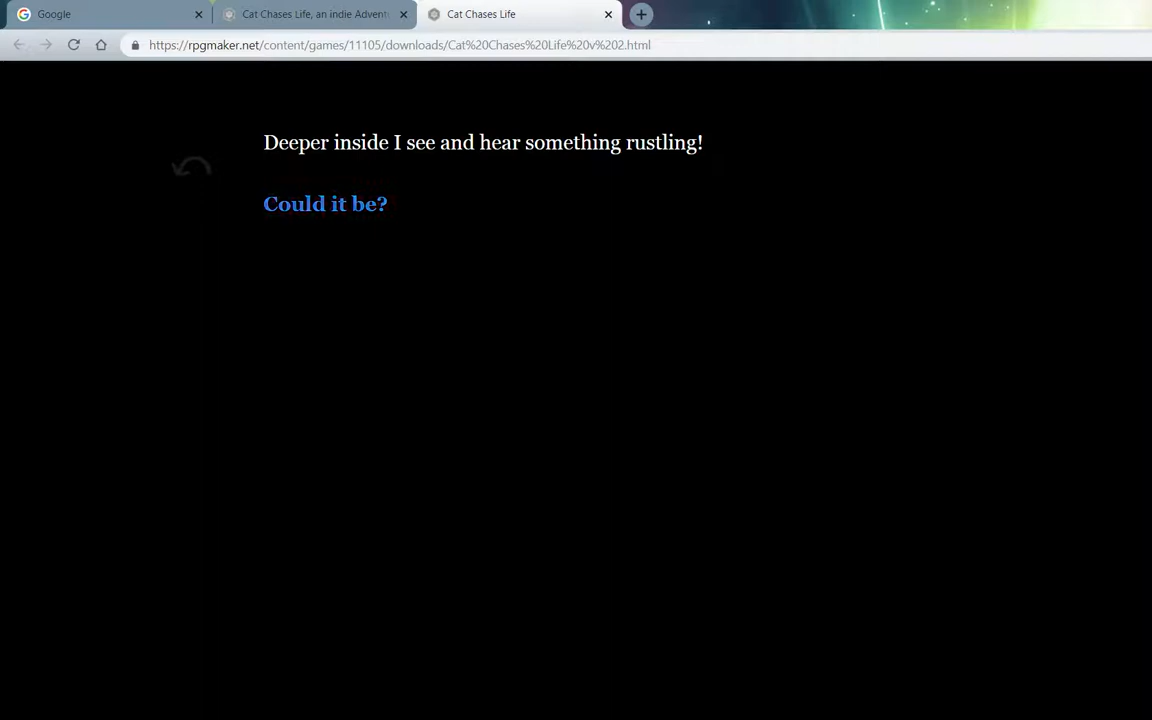 Google
Cat Chases Life, an indie Advent
Cat Chases Life
https://rpgmaker.net/content/games/11105/downloads/Cat%20Chases%20Life%20v%202.html
Deeper inside I see and hear something rustling!
Could it be?